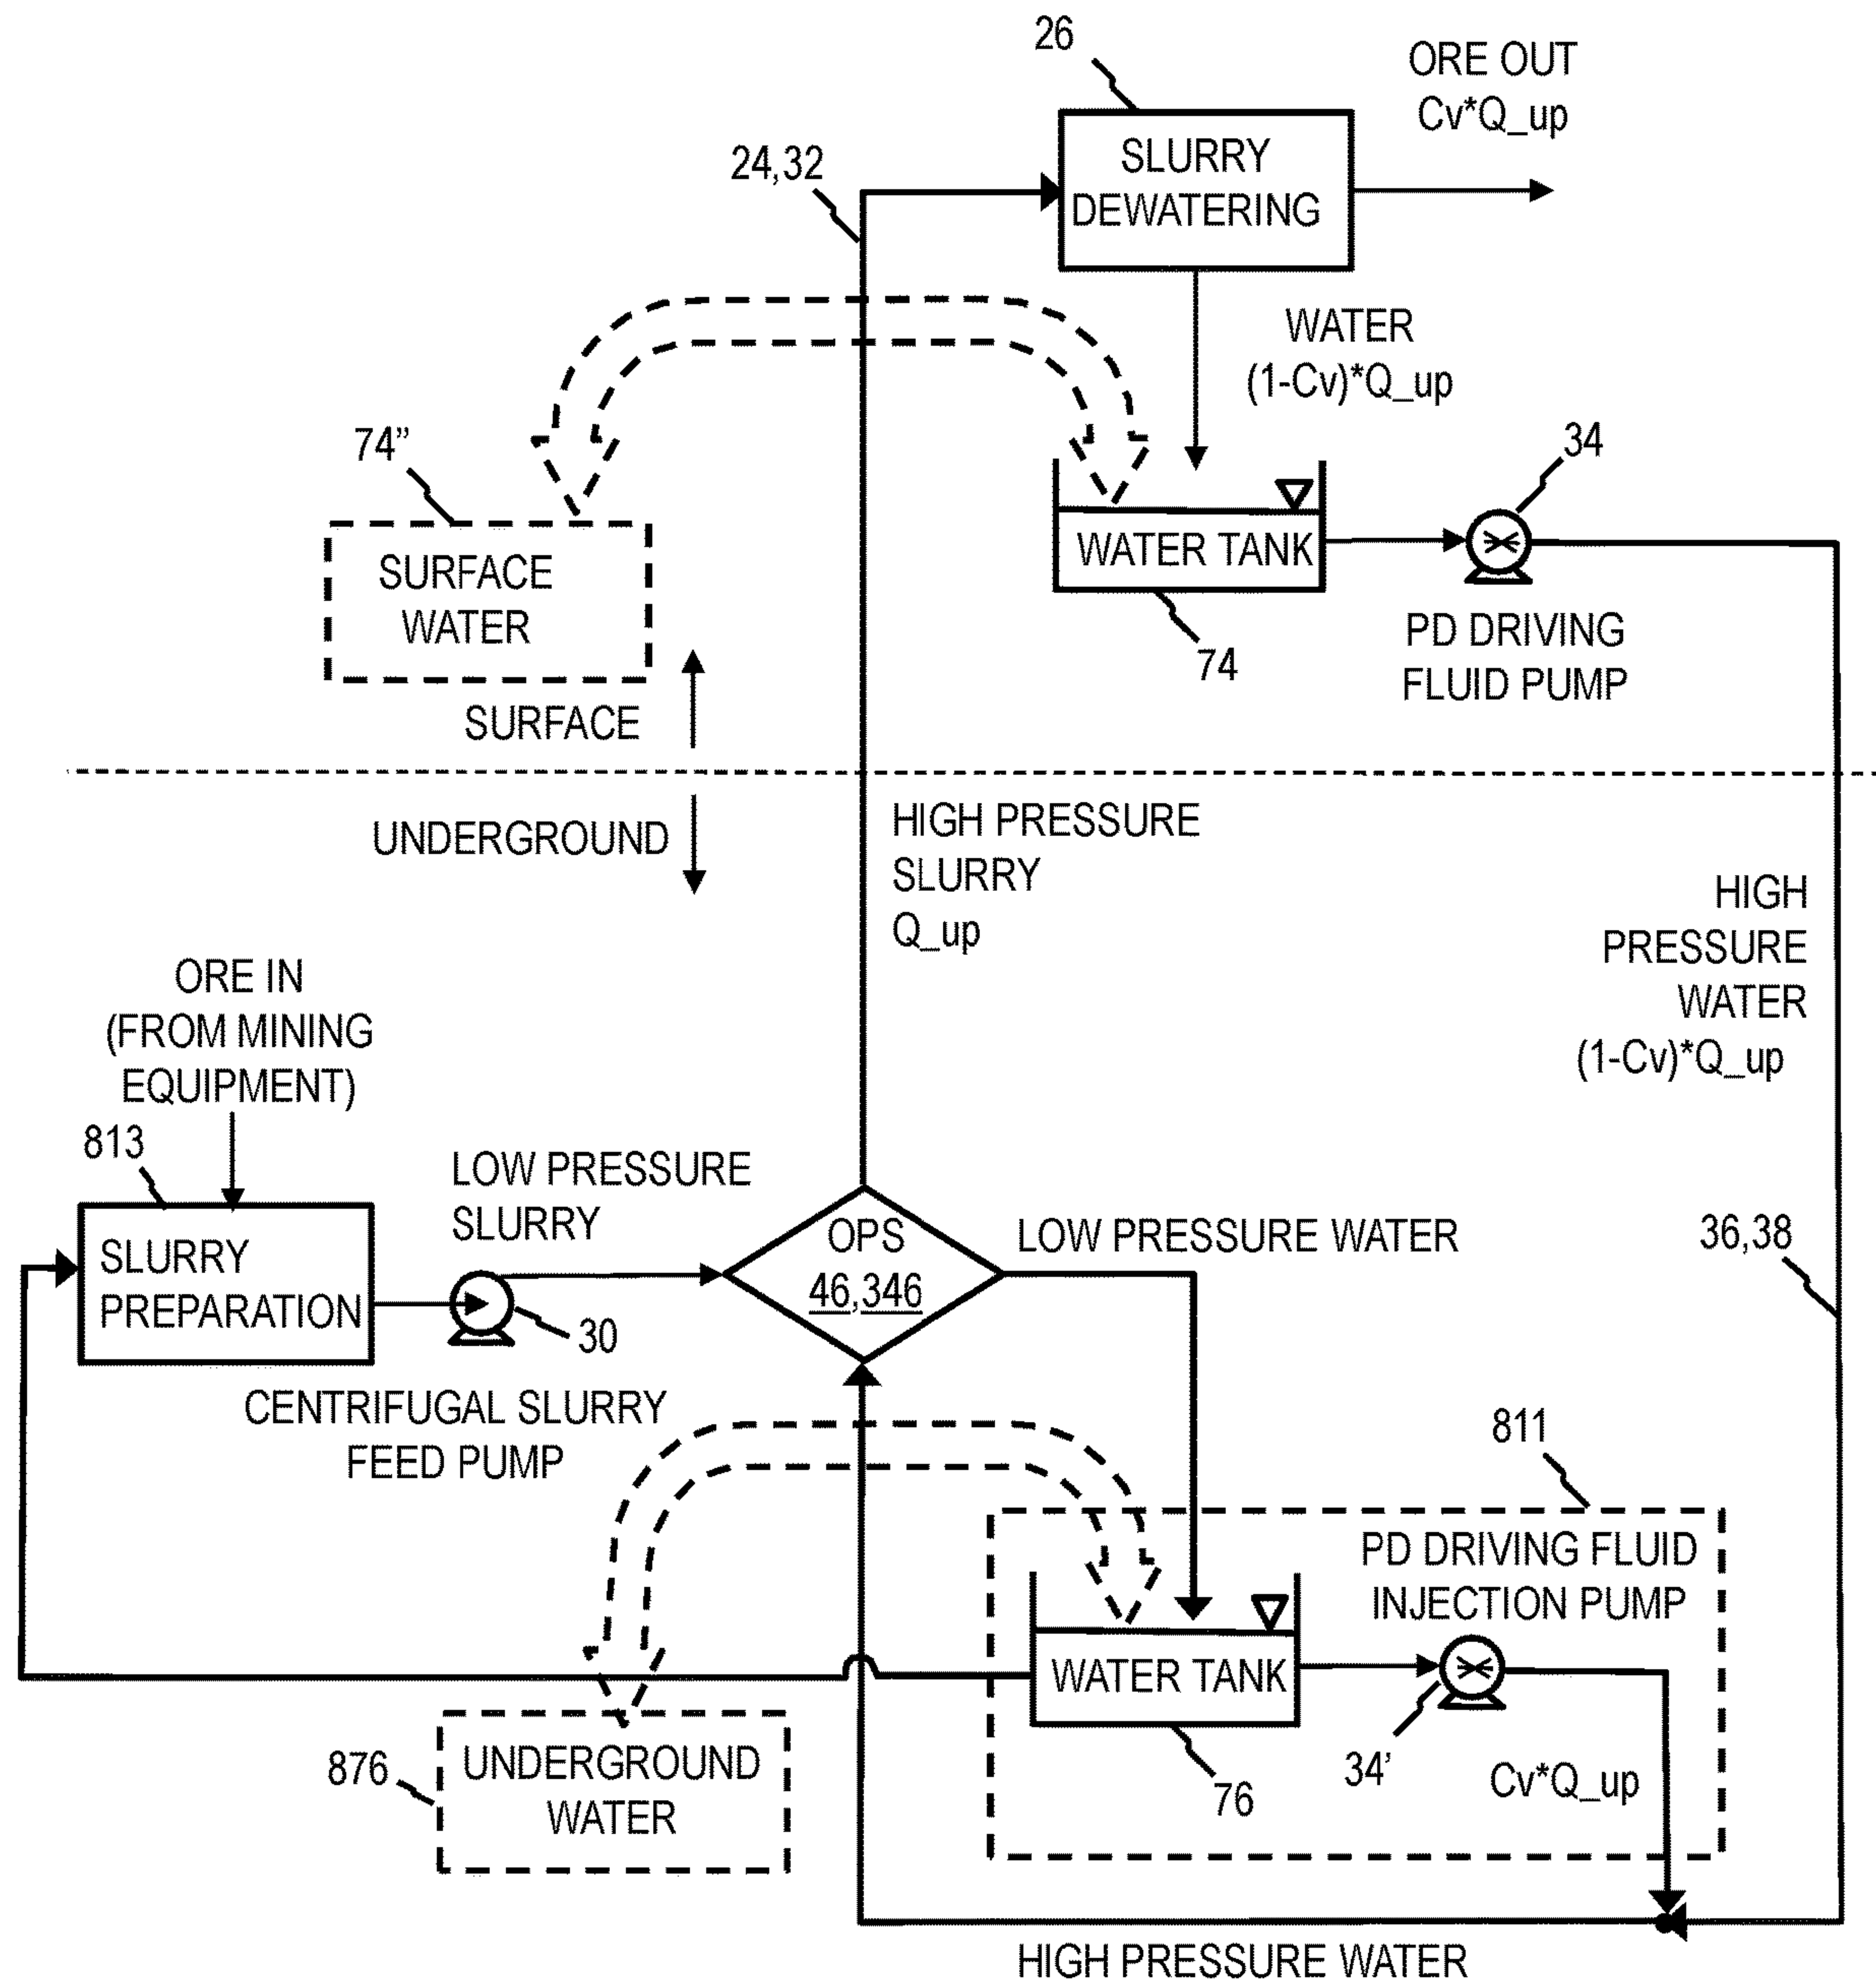 26
ORE OUT
Cv*Q_up
24,32
SLURRY
DEWATERING
WATER
(1-Cv)*Q_up
74”
34
SURFACE
WATER
WATER TANK
74
PD DRIVING
FLUID PUMP
SURFACE
UNDERGROUND
HIGH PRESSURE
SLURRY
Q_up
HIGH
PRESSURE
WATER
(1-Cv)*Q_up
ORE IN
(FROM MINING
EQUIPMENT)
813
LOW PRESSURE
SLURRY
SLURRY
PREPARATION
30
OPS
46,346
LOW PRESSURE WATER
36,38
CENTRIFUGAL SLURRY
FEED PUMP
811
PD DRIVING FLUID
INJECTION PUMP
WATER TANK
76
34’
Cv*Q_up
876
UNDERGROUND
WATER
HIGH PRESSURE WATER